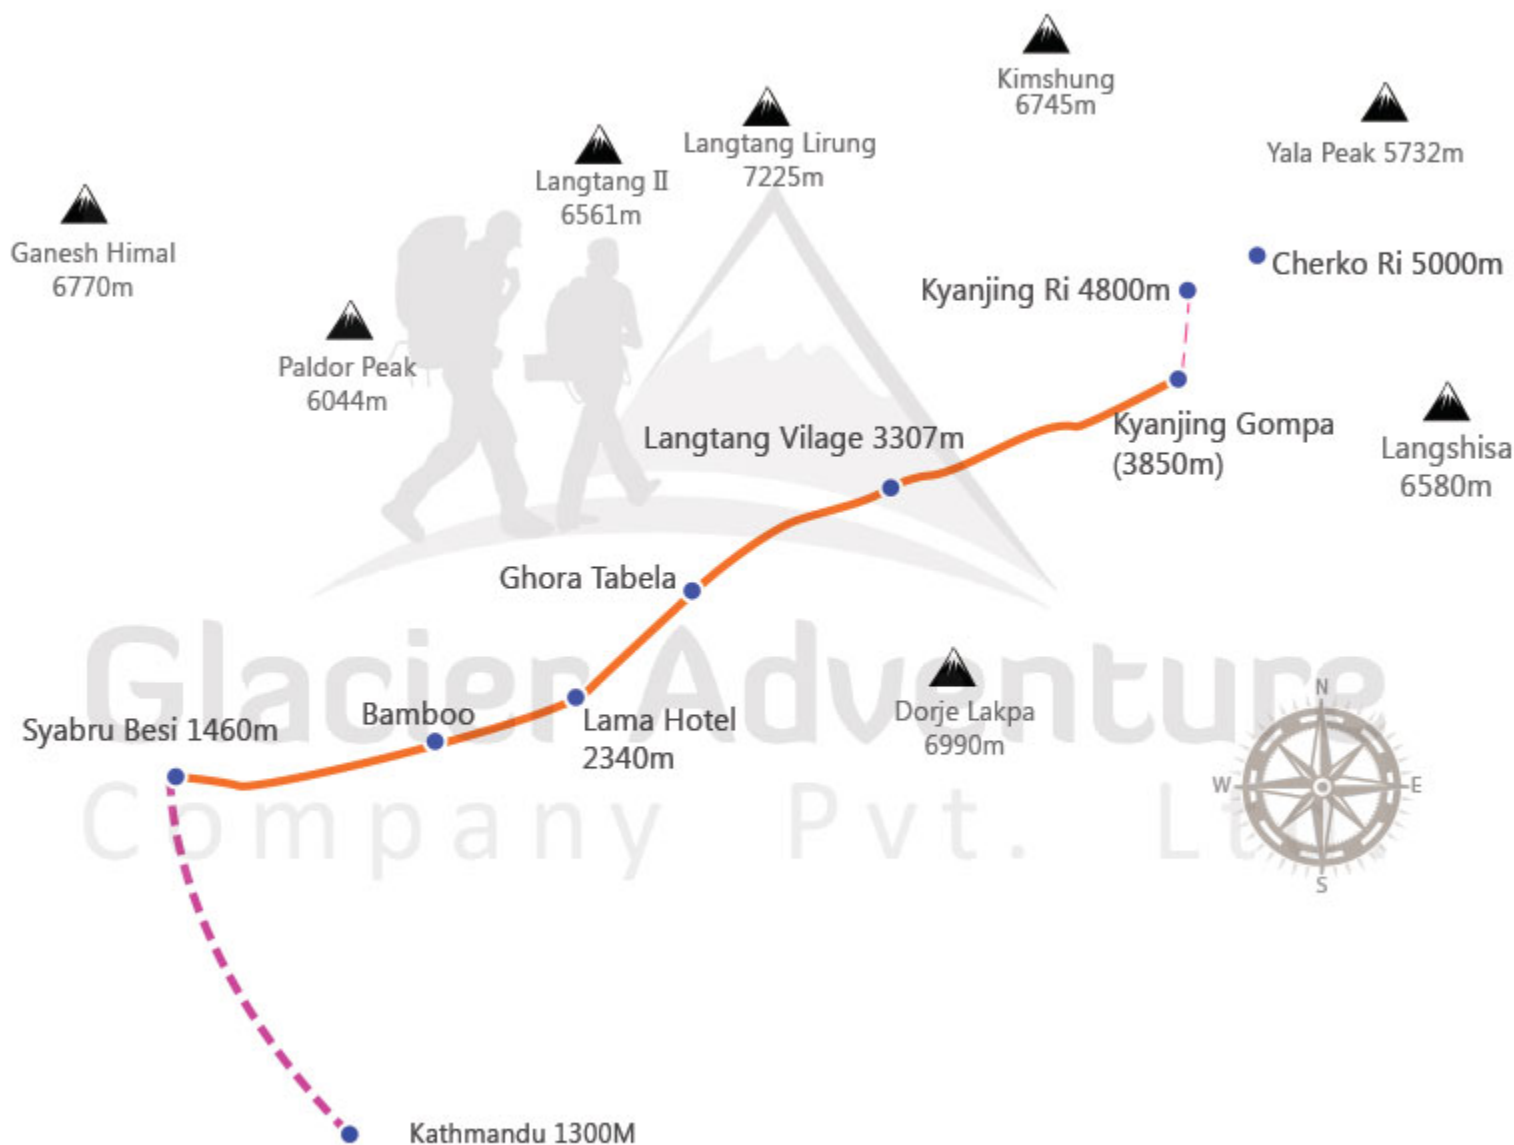 Kimshung
6745m
Langtang Lirung
7225m
Yala Peak 5732m
Langtang II
6561m
Ganesh Himal
6770m
Cherko Ri 5000m
Kyanjing Ri 4800m
Paldor Peak
6044m
Langtang Vilage 3307m
Kyanjing Gompa
(3850m)
Langshisa
6580m
Ghora Tabela
Glacier Adventure
Company Pvt. Ltd.
Syabru Besi 1460m
Bamboo
Lama Hotel
2340m
Dorje Lakpa
6990m
N
W
E
S
Kathmandu 1300M